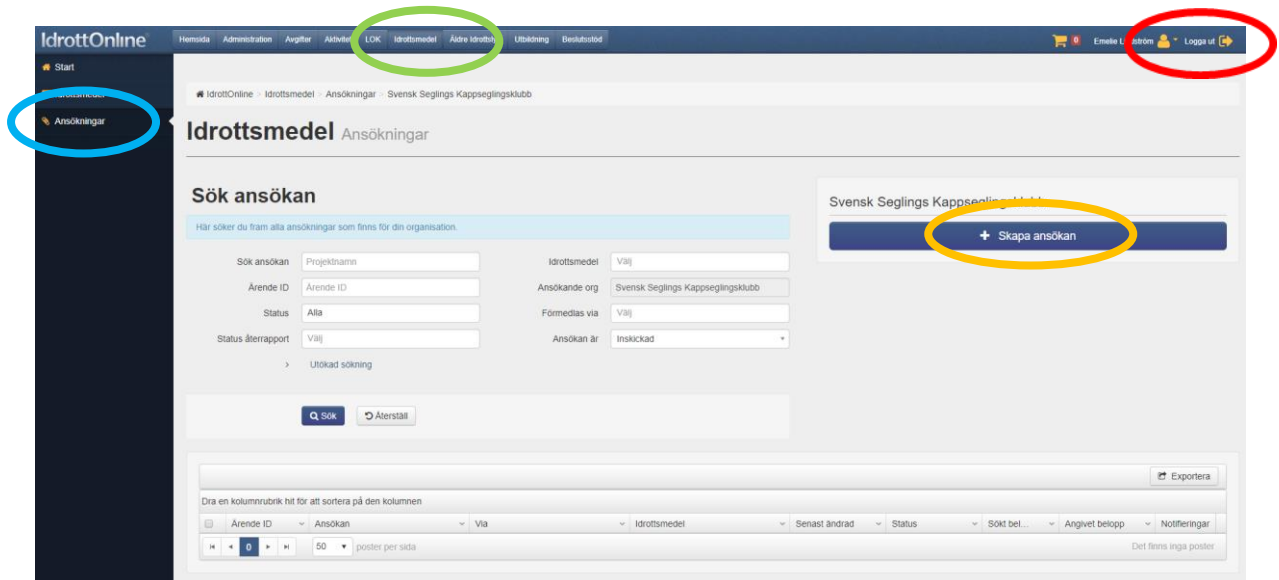 IdrottOnline
Hemsida Administration Avgifter Aktivitet LOK Idrottsmedel Äldre Idrottsly Utbildning Beslutsstöd
0 Emelie Logga ut
Start
IdrottOnline > Idrottsmedel > Ansökningar > Svensk Seglings Kappseglingsklubb
Ansökningar
Idrottsmedel Ansökningar
Sök ansökan
Svensk Seglings
Här söker du fram alla ansökningar som finns för din organisation.
+ Skapa ansökan
Sök ansökan Projektnamn Idrottsmedel Välj
Ärende ID Ärende ID Ansökande org Svensk Seglings Kappseglingsklubb
Status Alla Förmedlas via Välj
Status återrapport Välj Ansökan är Inskickad
> Utökad sökning
Sök Återställ
Exportera
Dra en kolumnrubrik hit för att sortera på den kolumnen
Ärende ID Ansökan Via Idrottsmedel Senast ändrad Status Sökt bel... Angivet belopp Notifieringar
0 50 poster per sida Det finns inga poster